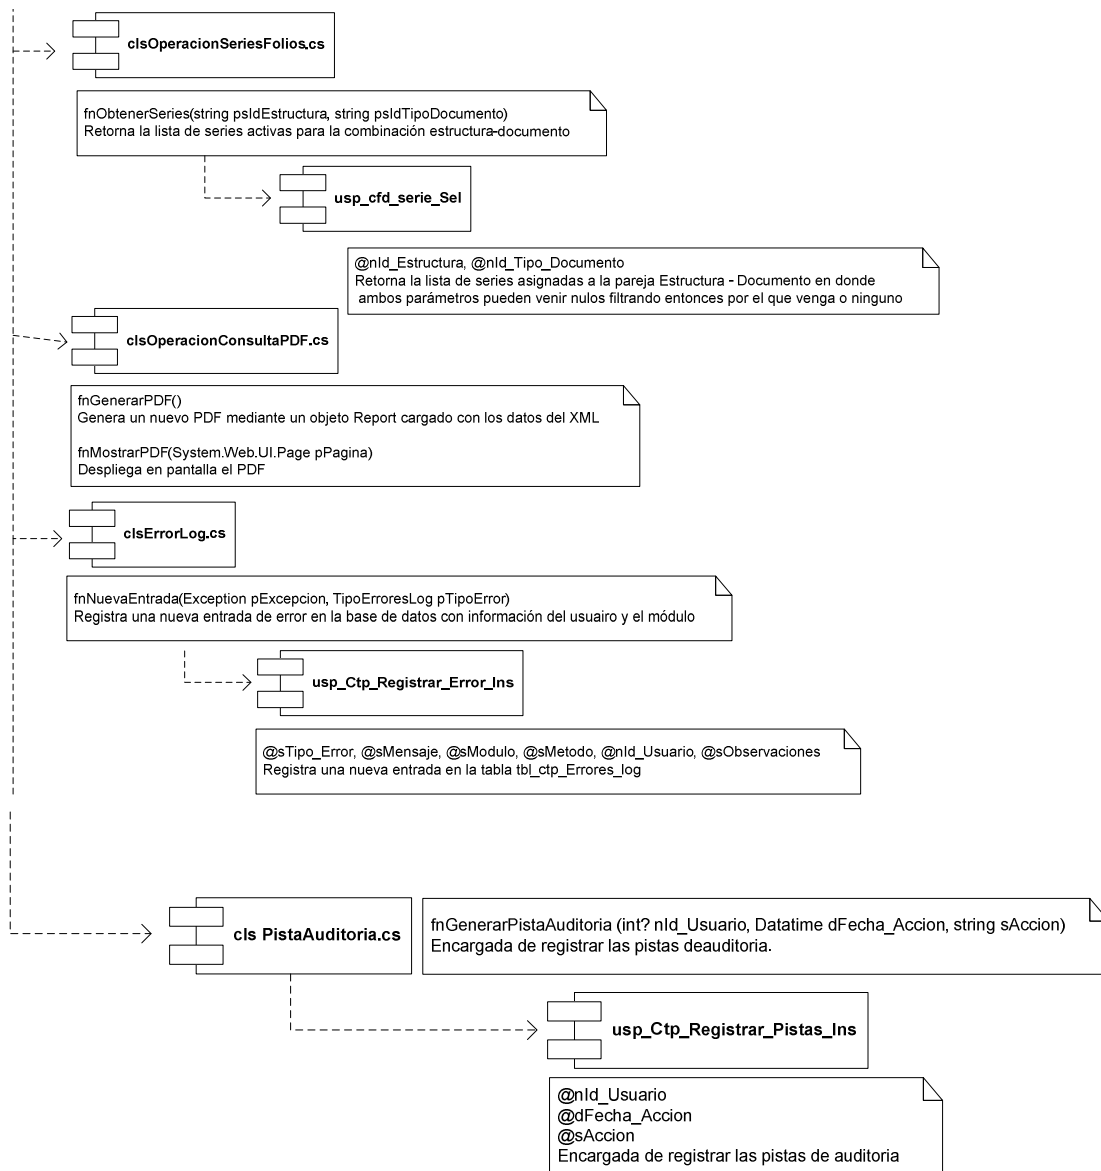 clsOperacionSeriesFolios.cs
fnObtenerSeries(string psIdEstructura, string psIdTipoDocumento)
Retorna la lista de series activas para la combinación estructura-documento
usp_cfd_serie_Sel
@nId_Estructura, @nId_Tipo_Documento
Retorna la lista de series asignadas a la pareja Estructura - Documento en donde
ambos parámetros pueden venir nulos filtrando entonces por el que venga o ninguno
clsOperacionConsultaPDF.cs
fnGenerarPDF()
Genera un nuevo PDF mediante un objeto Report cargado con los datos del XML
fnMostrarPDF(System.Web.UI.Page pPagina)
Despliega en pantalla el PDF
clsErrorLog.cs
fnNuevaEntrada(Exception pExcepcion, TipoErroresLog pTipoError)
Registra una nueva entrada de error en la base de datos con información del usuairo y el módulo
usp_Ctp_Registrar_Error_Ins
@sTipo_Error, @sMensaje, @sModulo, @sMetodo, @nId_Usuario, @sObservaciones
Registra una nueva entrada en la tabla tbl_ctp_Errores_log
cls PistaAuditoria.cs
fnGenerarPistaAuditoria (int? nId_Usuario, Datatime dFecha_Accion, string sAccion)
Encargada de registrar las pistas deauditoria.
usp_Ctp_Registrar_Pistas_Ins
@nId_Usuario
@dFecha_Accion
@sAccion
Encargada de registrar las pistas de auditoria